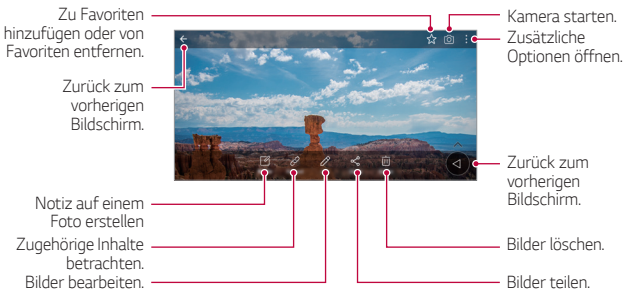 Zu Favoriten
hinzufügen oder von
Favoriten entfernen.
Zurück zum
vorherigen
Bildschirm.
Notiz auf einem
Foto erstellen
Zugehörige Inhalte
betrachten.
Bilder bearbeiten.
Kamera starten.
Zusätzliche
Optionen öffnen.
Zurück zum
vorherigen
Bildschirm.
Bilder löschen.
Bilder teilen.